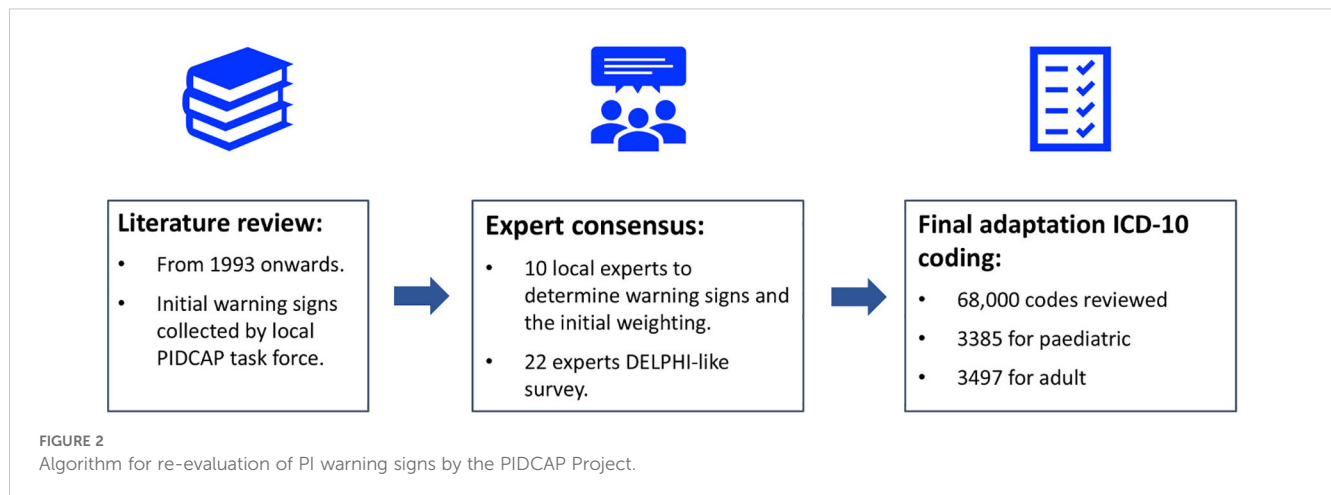 Literature review:
• From 1993 onwards.
• Initial warning signs
collected by local
PIDCAP task force.
Expert consensus:
• 10 local experts to
determine warning signs and
the initial weighting.
• 22 experts DELPHI-like
survey.
Final adaptation ICD-10
coding:
• 68,000 codes reviewed
• 3385 for paediatric
• 3497 for adult
FIGURE 2
Algorithm for re-evaluation of PI warning signs by the PIDCAP Project.